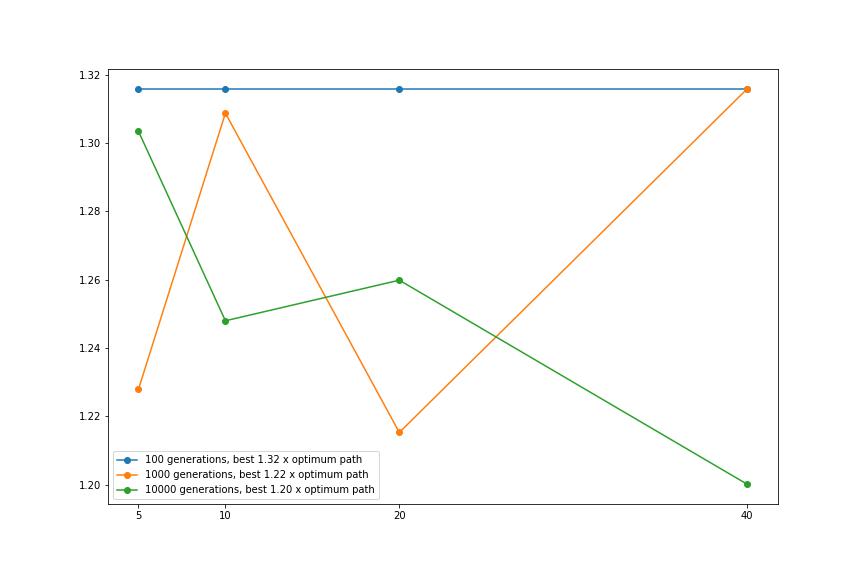 1.32
1.30
1.28
1.26
1.24
1.22
1.20
100 generations, best 1.32 x optimum path
1000 generations, best 1.22 x optimum path
10000 generations, best 1.20 x optimum path
5 10 20 40